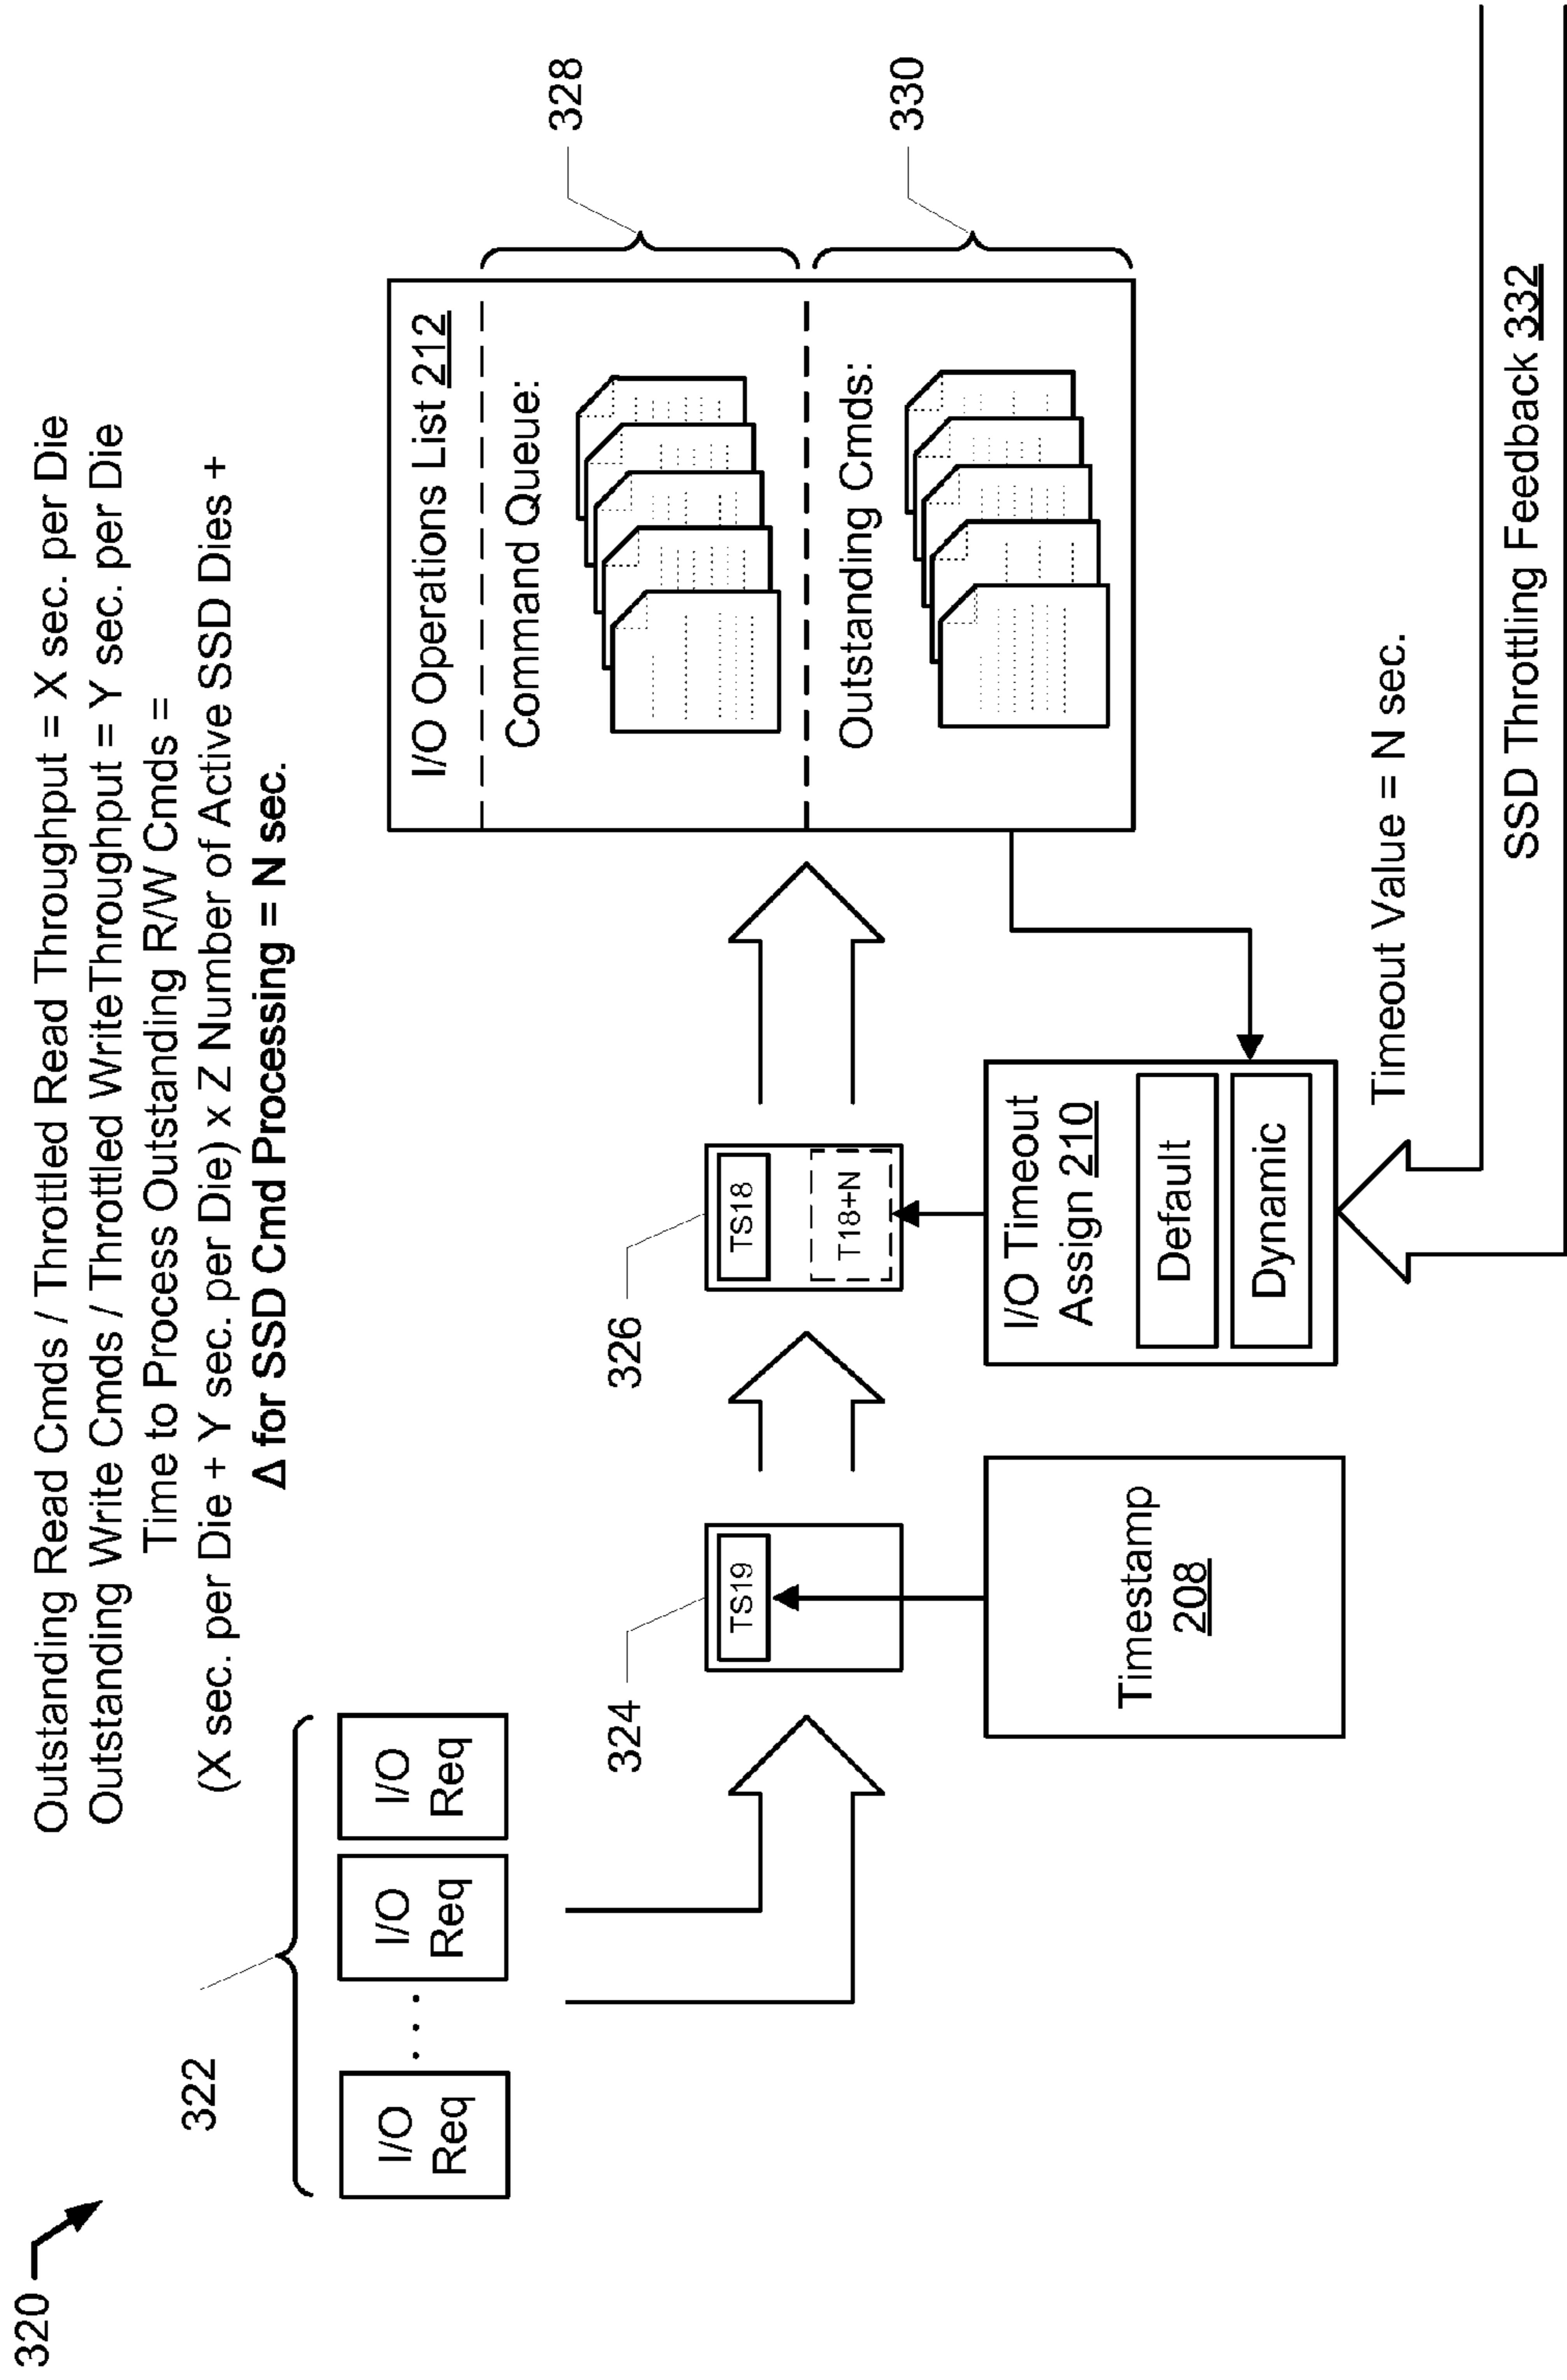 320
Outstanding Read Cmds / Throttled Read Throughput = X sec. per Die
Outstanding Write Cmds / Throttled WriteThroughput = Y sec. per Die
Time to Process Outstanding R/W Cmds =
(X sec. per Die + Y sec. per Die) x Z Number of Active SSD Dies +
Δ for SSD Cmd Processing = N sec.
322
I/O
Req
. . .
I/O
Req
I/O
Req
324
TS19
326
TS18
T18+N
I/O Operations List 212
Command Queue:
328
Outstanding Cmds:
330
Timestamp
208
I/O Timeout
Assign 210
Default
Dynamic
Timeout Value = N sec.
SSD Throttling Feedback 332